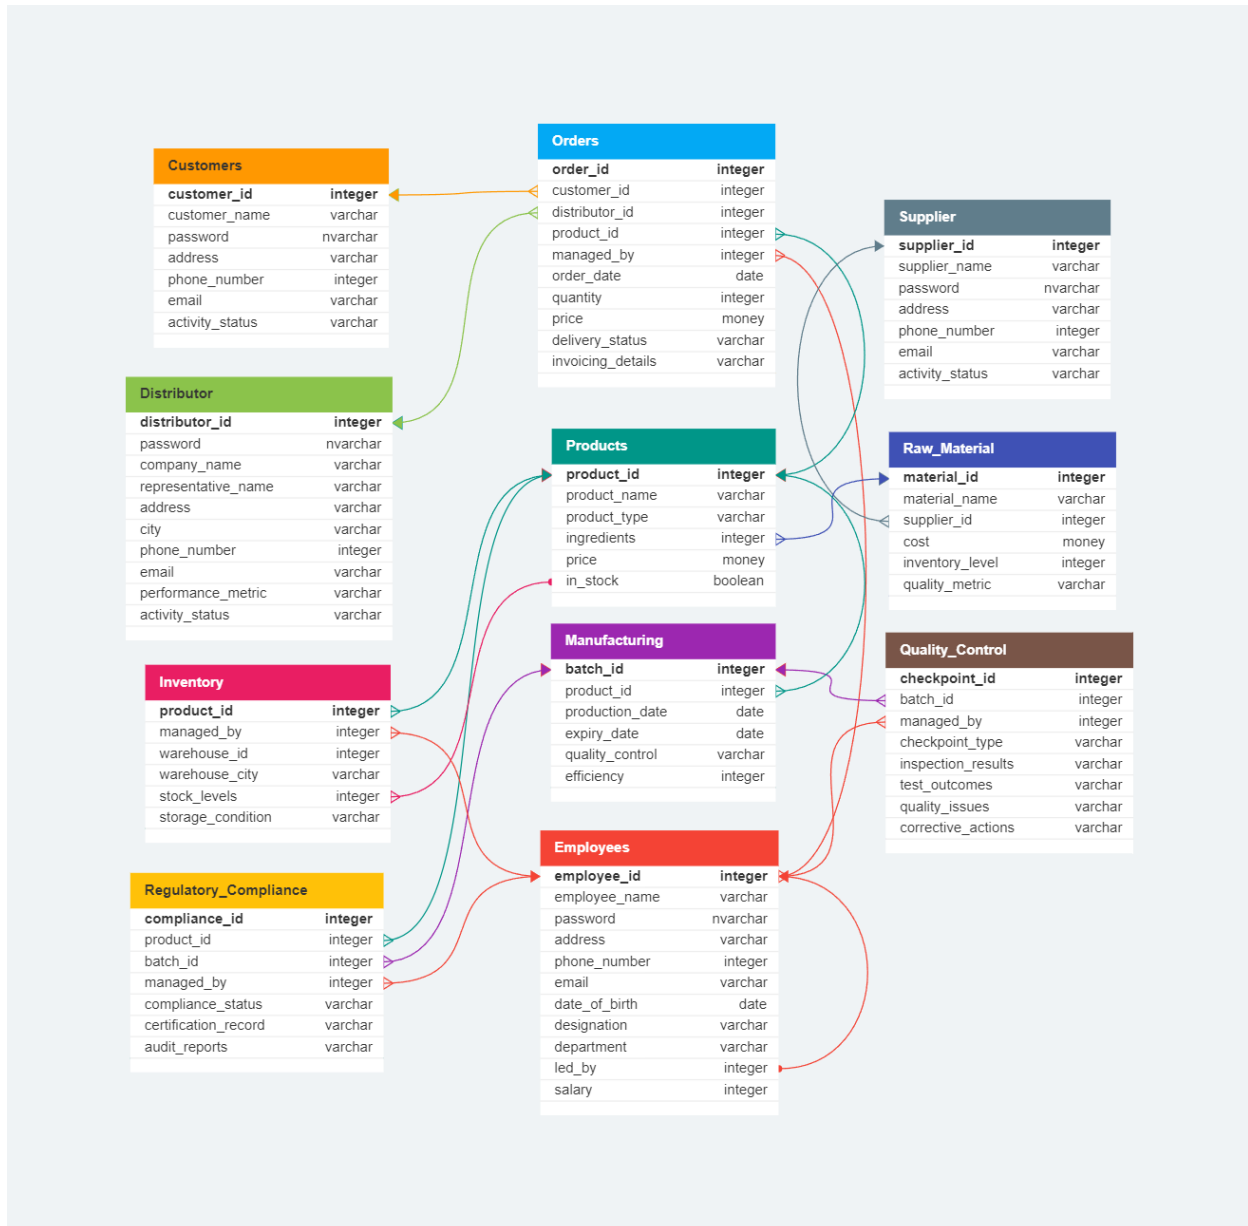 Customers
customer_id integer
customer_name varchar
password nvarchar
address varchar
phone_number integer
email varchar
activity_status varchar
Orders
order_id integer
customer_id integer
distributor_id integer
product_id integer
managed_by integer
order_date date
quantity integer
price money
delivery_status varchar
invoicing_details varchar
Supplier
supplier_id integer
supplier_name varchar
password nvarchar
address varchar
phone_number integer
email varchar
activity_status varchar
Distributor
distributor_id integer
password nvarchar
company_name varchar
representative_name varchar
address varchar
city varchar
phone_number integer
email varchar
performance_metric varchar
activity_status varchar
Products
product_id integer
product_name varchar
product_type varchar
ingredients integer
price money
in_stock boolean
Raw_Material
material_id integer
material_name varchar
supplier_id integer
cost money
inventory_level integer
quality_metric varchar
Inventory
product_id integer
managed_by integer
warehouse_id integer
warehouse_city varchar
stock_levels integer
storage_condition varchar
Manufacturing
batch_id integer
product_id integer
production_date date
expiry_date date
quality_control varchar
efficiency integer
Quality_Control
checkpoint_id integer
batch_id integer
managed_by integer
checkpoint_type varchar
inspection_results varchar
test_outcomes varchar
quality_issues varchar
corrective_actions varchar
Regulatory_Compliance
compliance_id integer
product_id integer
batch_id integer
managed_by integer
compliance_status varchar
certification_record varchar
audit_reports varchar
Employees
employee_id integer
employee_name varchar
password nvarchar
address varchar
phone_number integer
email varchar
date_of_birth date
designation varchar
department varchar
led_by integer
salary integer